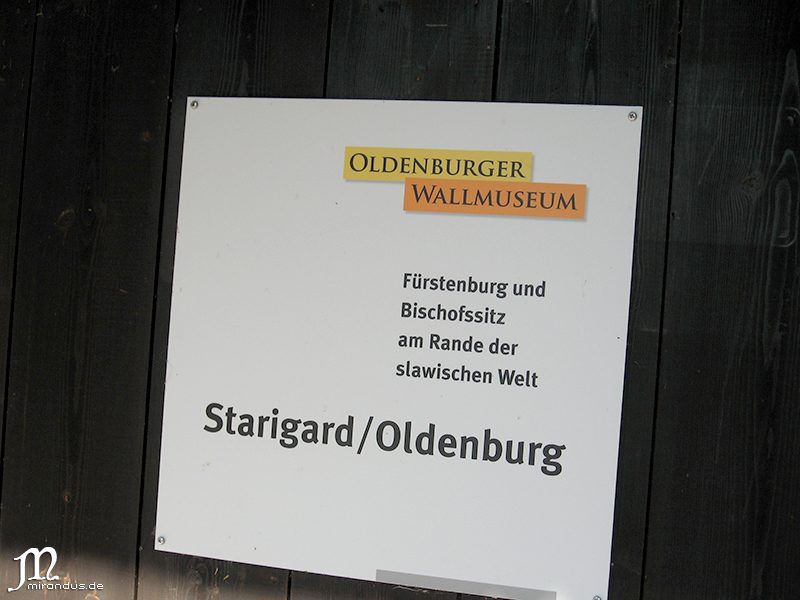 OLDENBURGER
WALLMUSEUM
Fürstenburg und
Bischofssitz
am Rande der
slawischen Welt
Starigard/Oldenburg
M
mirandus.de